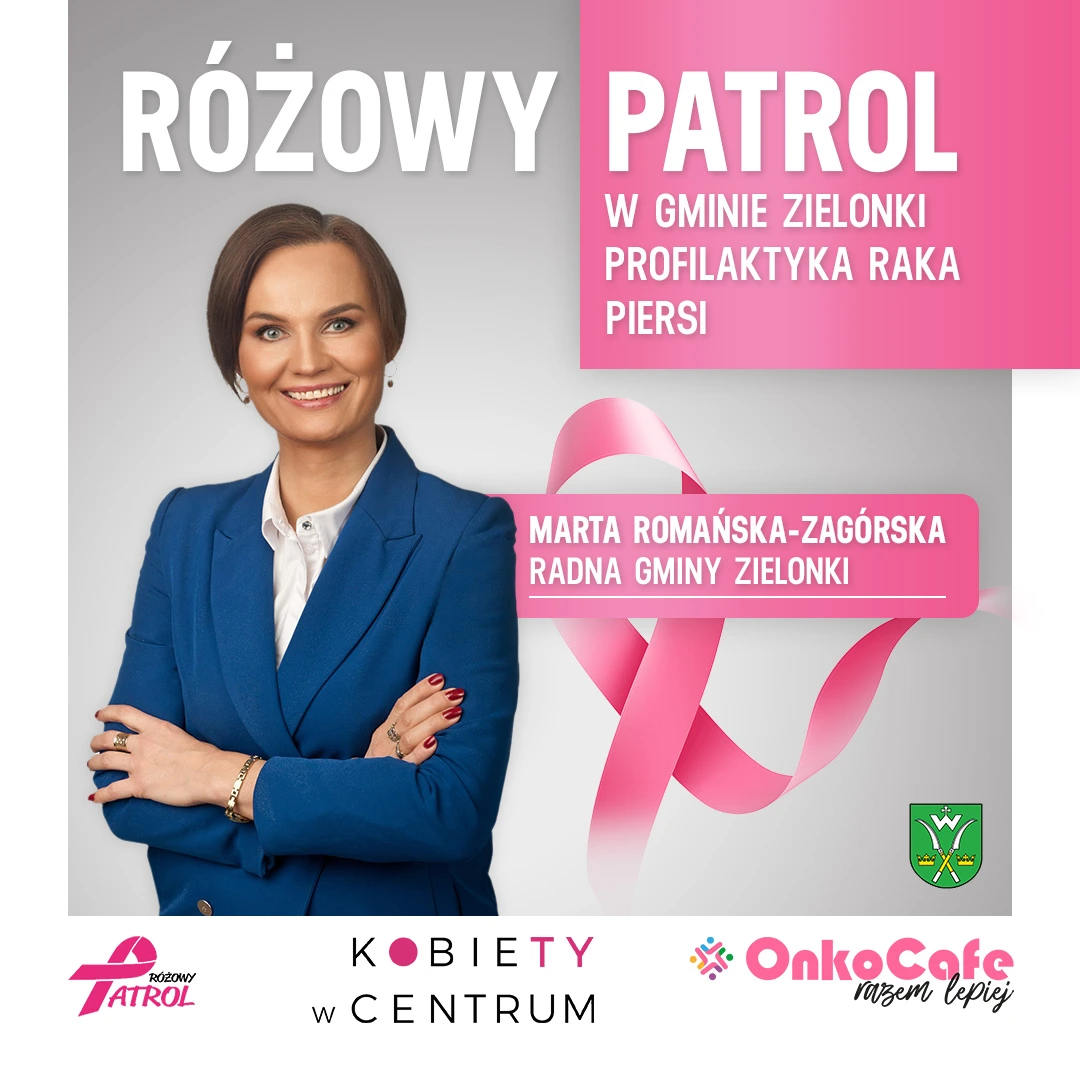 RÓŻOWY PATROL
W GMINIE ZIELONKI
PROFILAKTYKA RAKA
PIERSI
MARTA ROMAŃSKA-ZAGÓRSKA
RADNA GMINY ZIELONKI
W
RÓŻOWY
PATROL
KOBIETY
W CENTRUM
OnkoCafe
razem lepiej